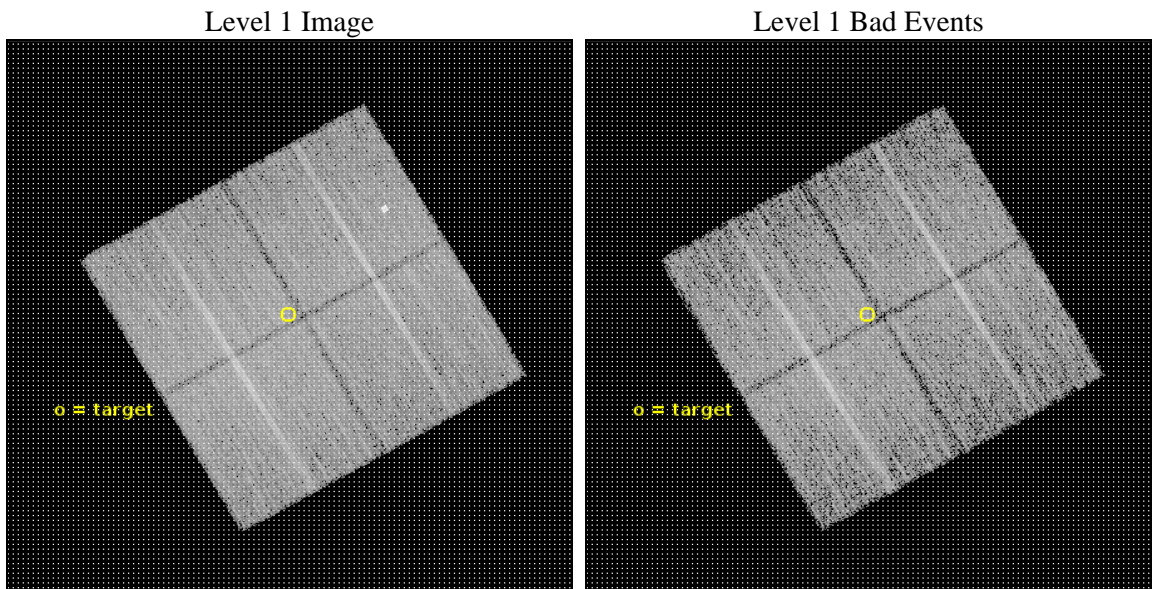 Level 1 Image
Level 1 Bad Events
o = target
o = target